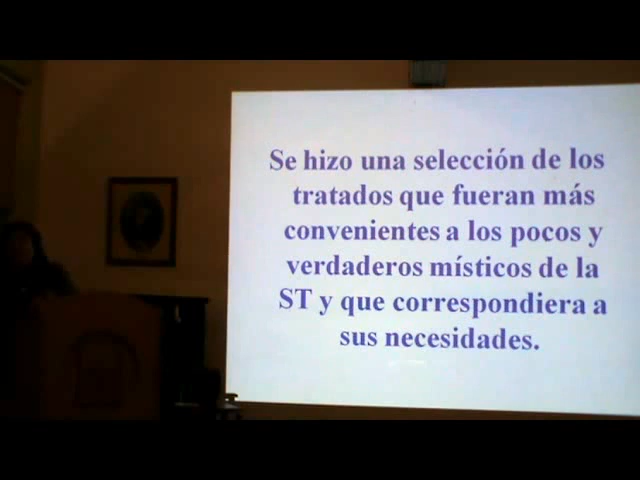 Se hizo una selección de los
tratados que fueran más
convenientes a los pocos y
verdaderos místicos de la
ST y que correspondiera a
sus necesidades.